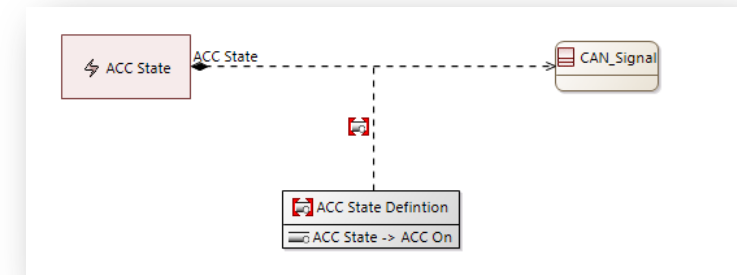 ACC State
ACC State
CAN_Signal
ACC State Defintion
ACC State -> ACC On